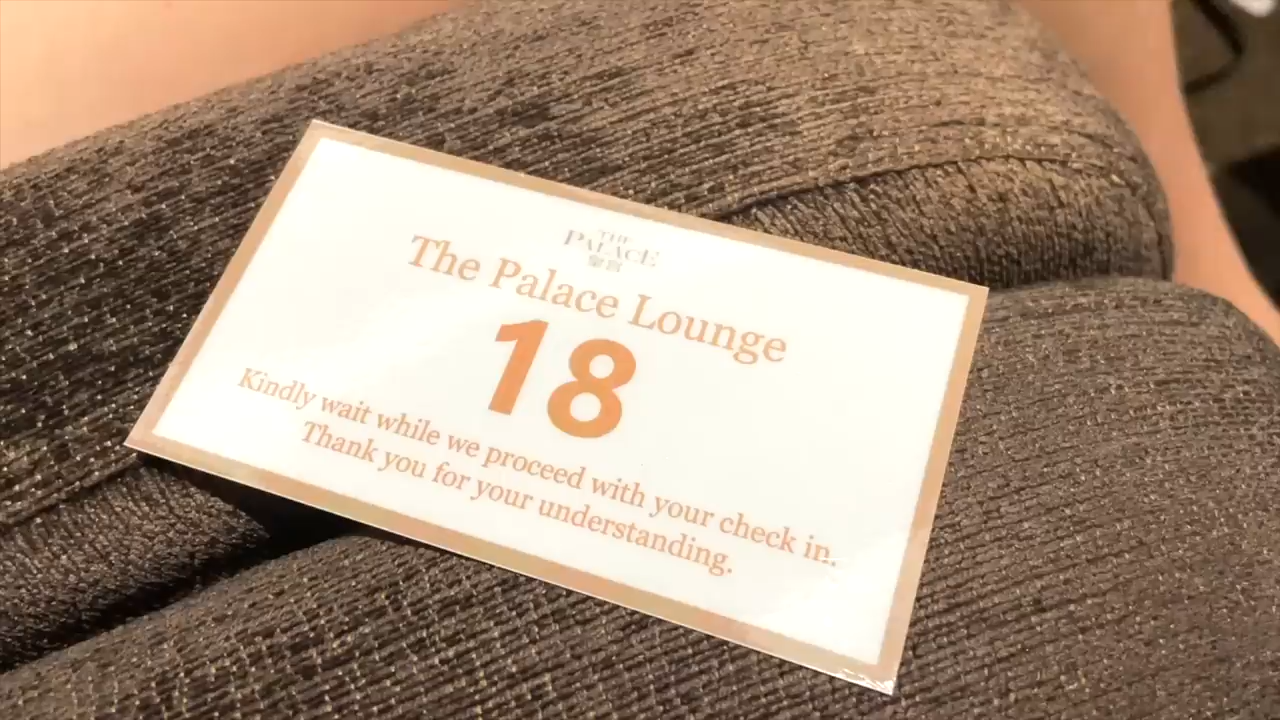 THE
PALACE
The Palace Lounge
18
Kindly wait while we proceed with your check in..
Thank you for your understanding.